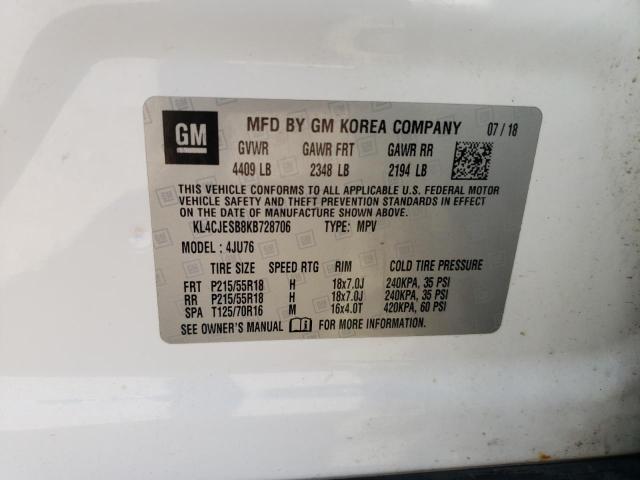 GM MFD BY GM KOREA COMPANY 07 / 18
GVWR GAWR FRT GAWR RR
4409 LB 2348 LB 2194 LB
THIS VEHICLE CONFORMS TO ALL APPLICABLE U.S. FEDERAL MOTOR
VEHICLE SAFETY AND THEFT PREVENTION STANDARDS IN EFFECT
ON THE DATE OF MANUFACTURE SHOWN ABOVE.
KL4CJESB8KB728706 TYPE: MPV
MODEL : 4JU76
TIRE SIZE SPEED RTG RIM COLD TIRE PRESSURE
FRT P215/55R18 H 18x7.0J 240KPA, 35 PSI
RR P215/55R18 H 18x7.0J 240KPA, 35 PSI
SPA T125/70R16 M 16x4.0T 420KPA, 60 PSI
SEE OWNER'S MANUAL FOR MORE INFORMATION.